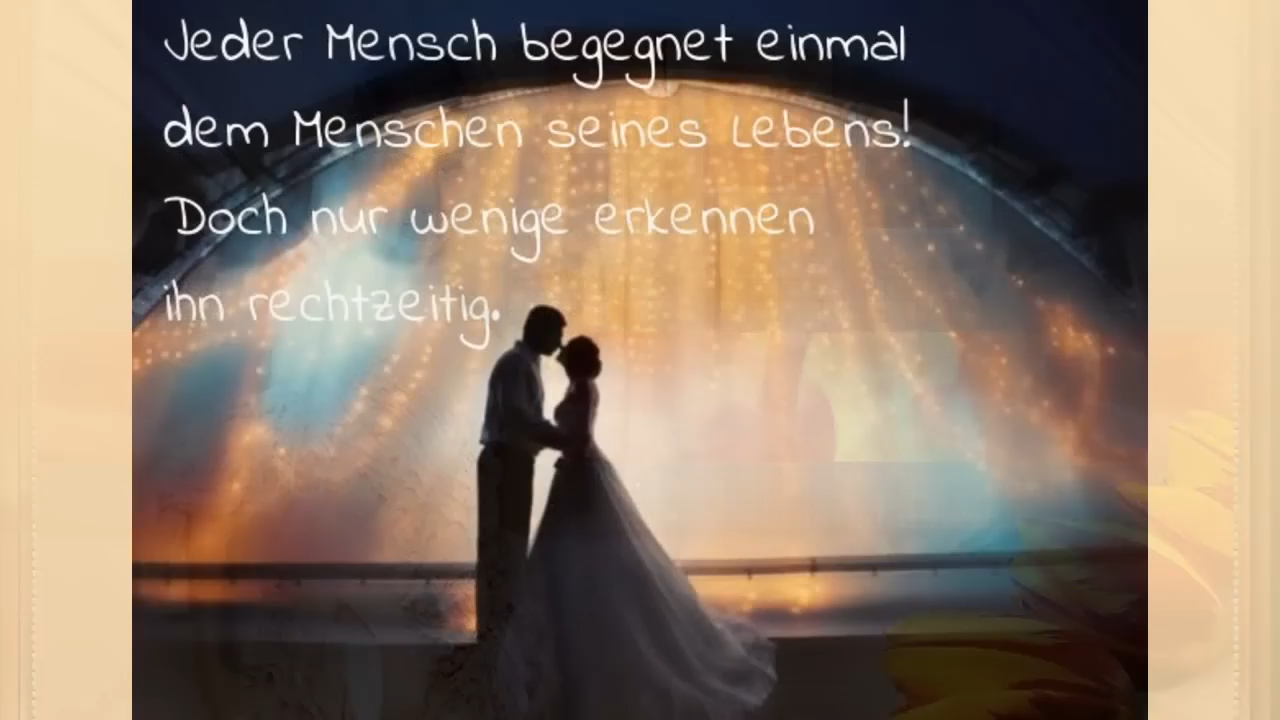 Jeder Mensch begegnet einmal
dem Menschen seines Lebens!
Doch nur wenige erkennen
ihn rechtzeitig.